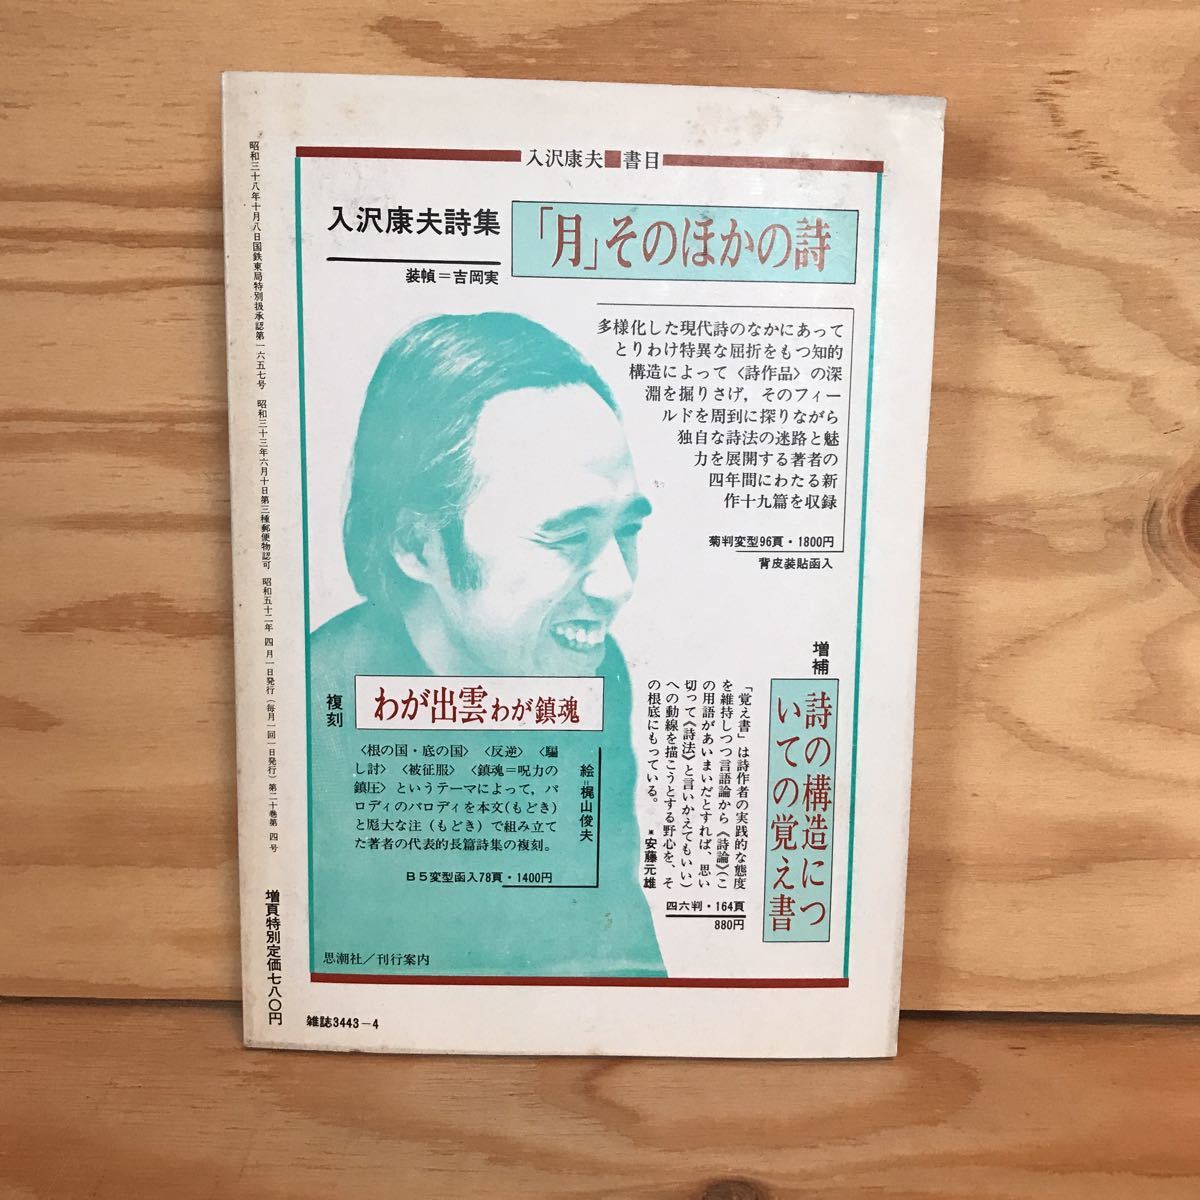 入沢康夫■書目
入沢康夫詩集
装幀＝吉岡実
「月」そのほかの詩
多様化した現代詩のなかにあって
とりわけ特異な屈折をもつ知的
構造によって〈詩作品〉の深
淵を掘りさげ，そのフィー
ルドを周到に探りながら
独自な詩法の迷路と魅
力を展開する著者の
四年間にわたる新
作十九篇を収録
菊判変型96頁・1800円
背皮装貼函入
増補
詩の構造につ
いての覚え書
「覚え書」は詩作者の実践的な態度
を維持しつつ言語論から《詩論》（こ
の用語があいまいだとすれば、思い
切って《詩法》と言いかえてもいい）
への動線を描こうとする野心を、そ
の根底にもっている。
＊安藤元雄
四六判・164頁
880円
複刻
わが出雲わが鎮魂
〈根の国・底の国〉〈反逆〉〈騙
し討〉〈被征服〉〈鎮魂＝呪力の
鎮圧〉というテーマによって，パ
ロディのパロディを本文（もどき）
と厖大な注（もどき）で組み立て
た著者の代表的長篇詩集の複刻。
絵＝梶山俊夫
B5変型函入78頁・1400円
思潮社／刊行案内
昭和三十八年十月八日国鉄東局特別扱承認第一六五七号　昭和三十三年六月十日第三種郵便物認可　昭和五十二年 四月一日発行（毎月一回一日発行）第二十巻第 四号
増頁特別定価七八〇円
雑誌3443-4